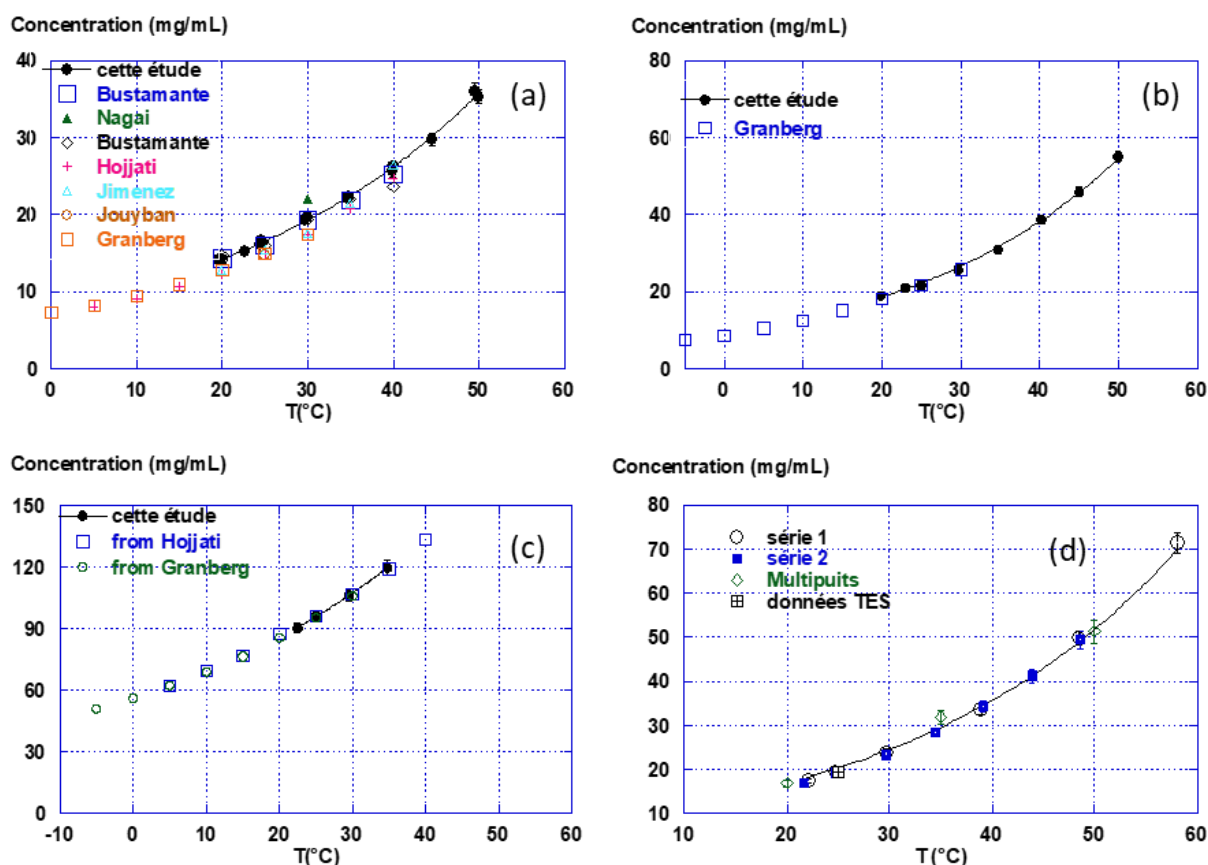 Concentration (mg/mL)
40
30
20
10
0
cette étude
Bustamante
Nagai
Bustamante
Hojjati
Jimenez
Jouyban
Granberg
(a)
0 10 20 30 40 50 60
T(°C)
Concentration (mg/mL)
80
60
40
20
0
cette étude
Granberg
(b)
0 10 20 30 40 50 60
T(°C)
Concentration (mg/mL)
150
120
90
60
30
0
cette étude
from Hojjati
from Granberg
(c)
-10 0 10 20 30 40 50 60
T(°C)
Concentration (mg/mL)
80
70
60
50
40
30
20
10
série 1
série 2
Multipuits
données TES
(d)
10 20 30 40 50 60
T(°C)